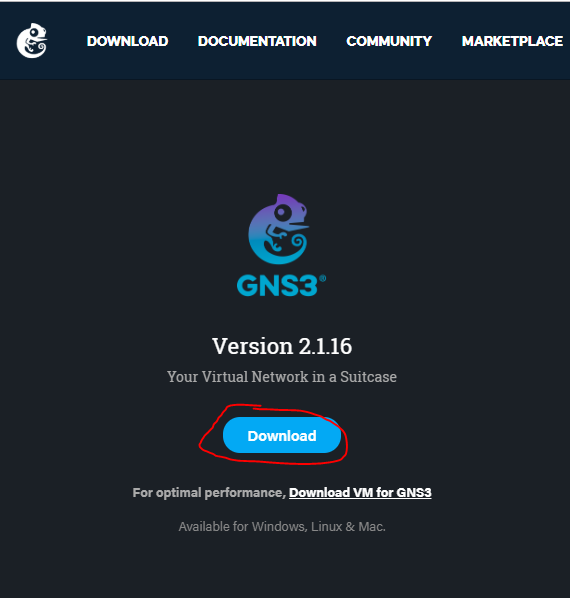 DOWNLOAD DOCUMENTATION COMMUNITY MARKETPLACE
GNS3®
Version 2.1.16
Your Virtual Network in a Suitcase
Download
For optimal performance, Download VM for GNS3
Available for Windows, Linux & Mac.